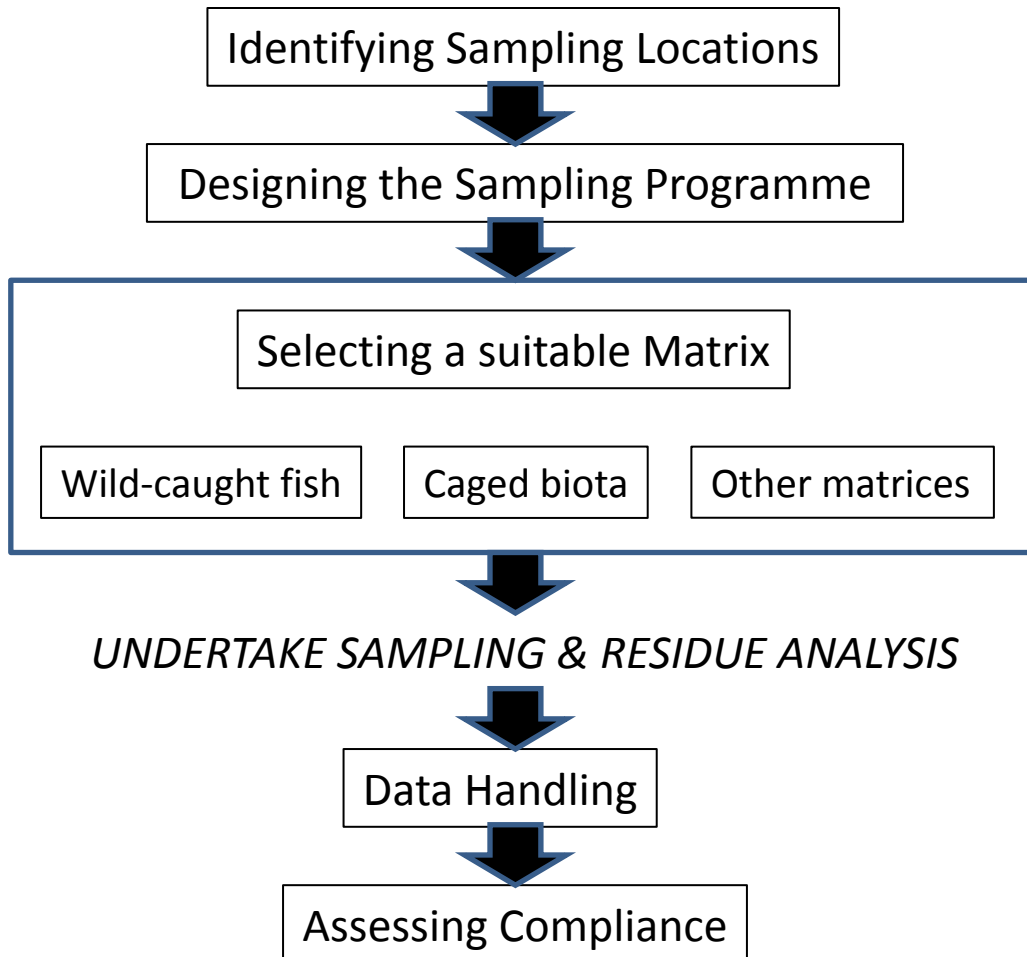 Identifying Sampling Locations
Designing the Sampling Programme
Selecting a suitable Matrix
Wild-caught fish
Caged biota
Other matrices
UNDERTAKE SAMPLING & RESIDUE ANALYSIS
Data Handling
Assessing Compliance